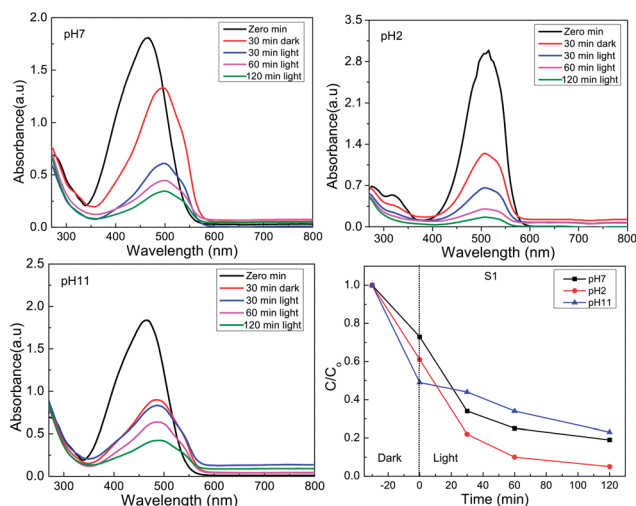 pH7
Zero min
30 min dark
30 min light
60 min light
120 min light
Absorbance(a.u)
2.0
1.5
1.0
0.5
0.0
300 400 500 600 700 800
Wavelength (nm)
pH2
Zero min
30 min dark
30 min light
60 min light
120 min light
Absorbance(a.u)
3.5
2.8
2.1
1.4
0.7
0.0
300 400 500 600 700 800
Wavelength (nm)
pH11
Zero min
30 min dark
30 min light
60 min light
120 min light
Absorbance(a.u)
2.5
2.0
1.5
1.0
0.5
0.0
300 400 500 600 700 800
Wavelength (nm)
S1
pH7
pH2
pH11
C/Co
1.0
0.8
0.6
0.4
0.2
0.0
Dark Light
-30 0 30 60 90 120
Time (min)